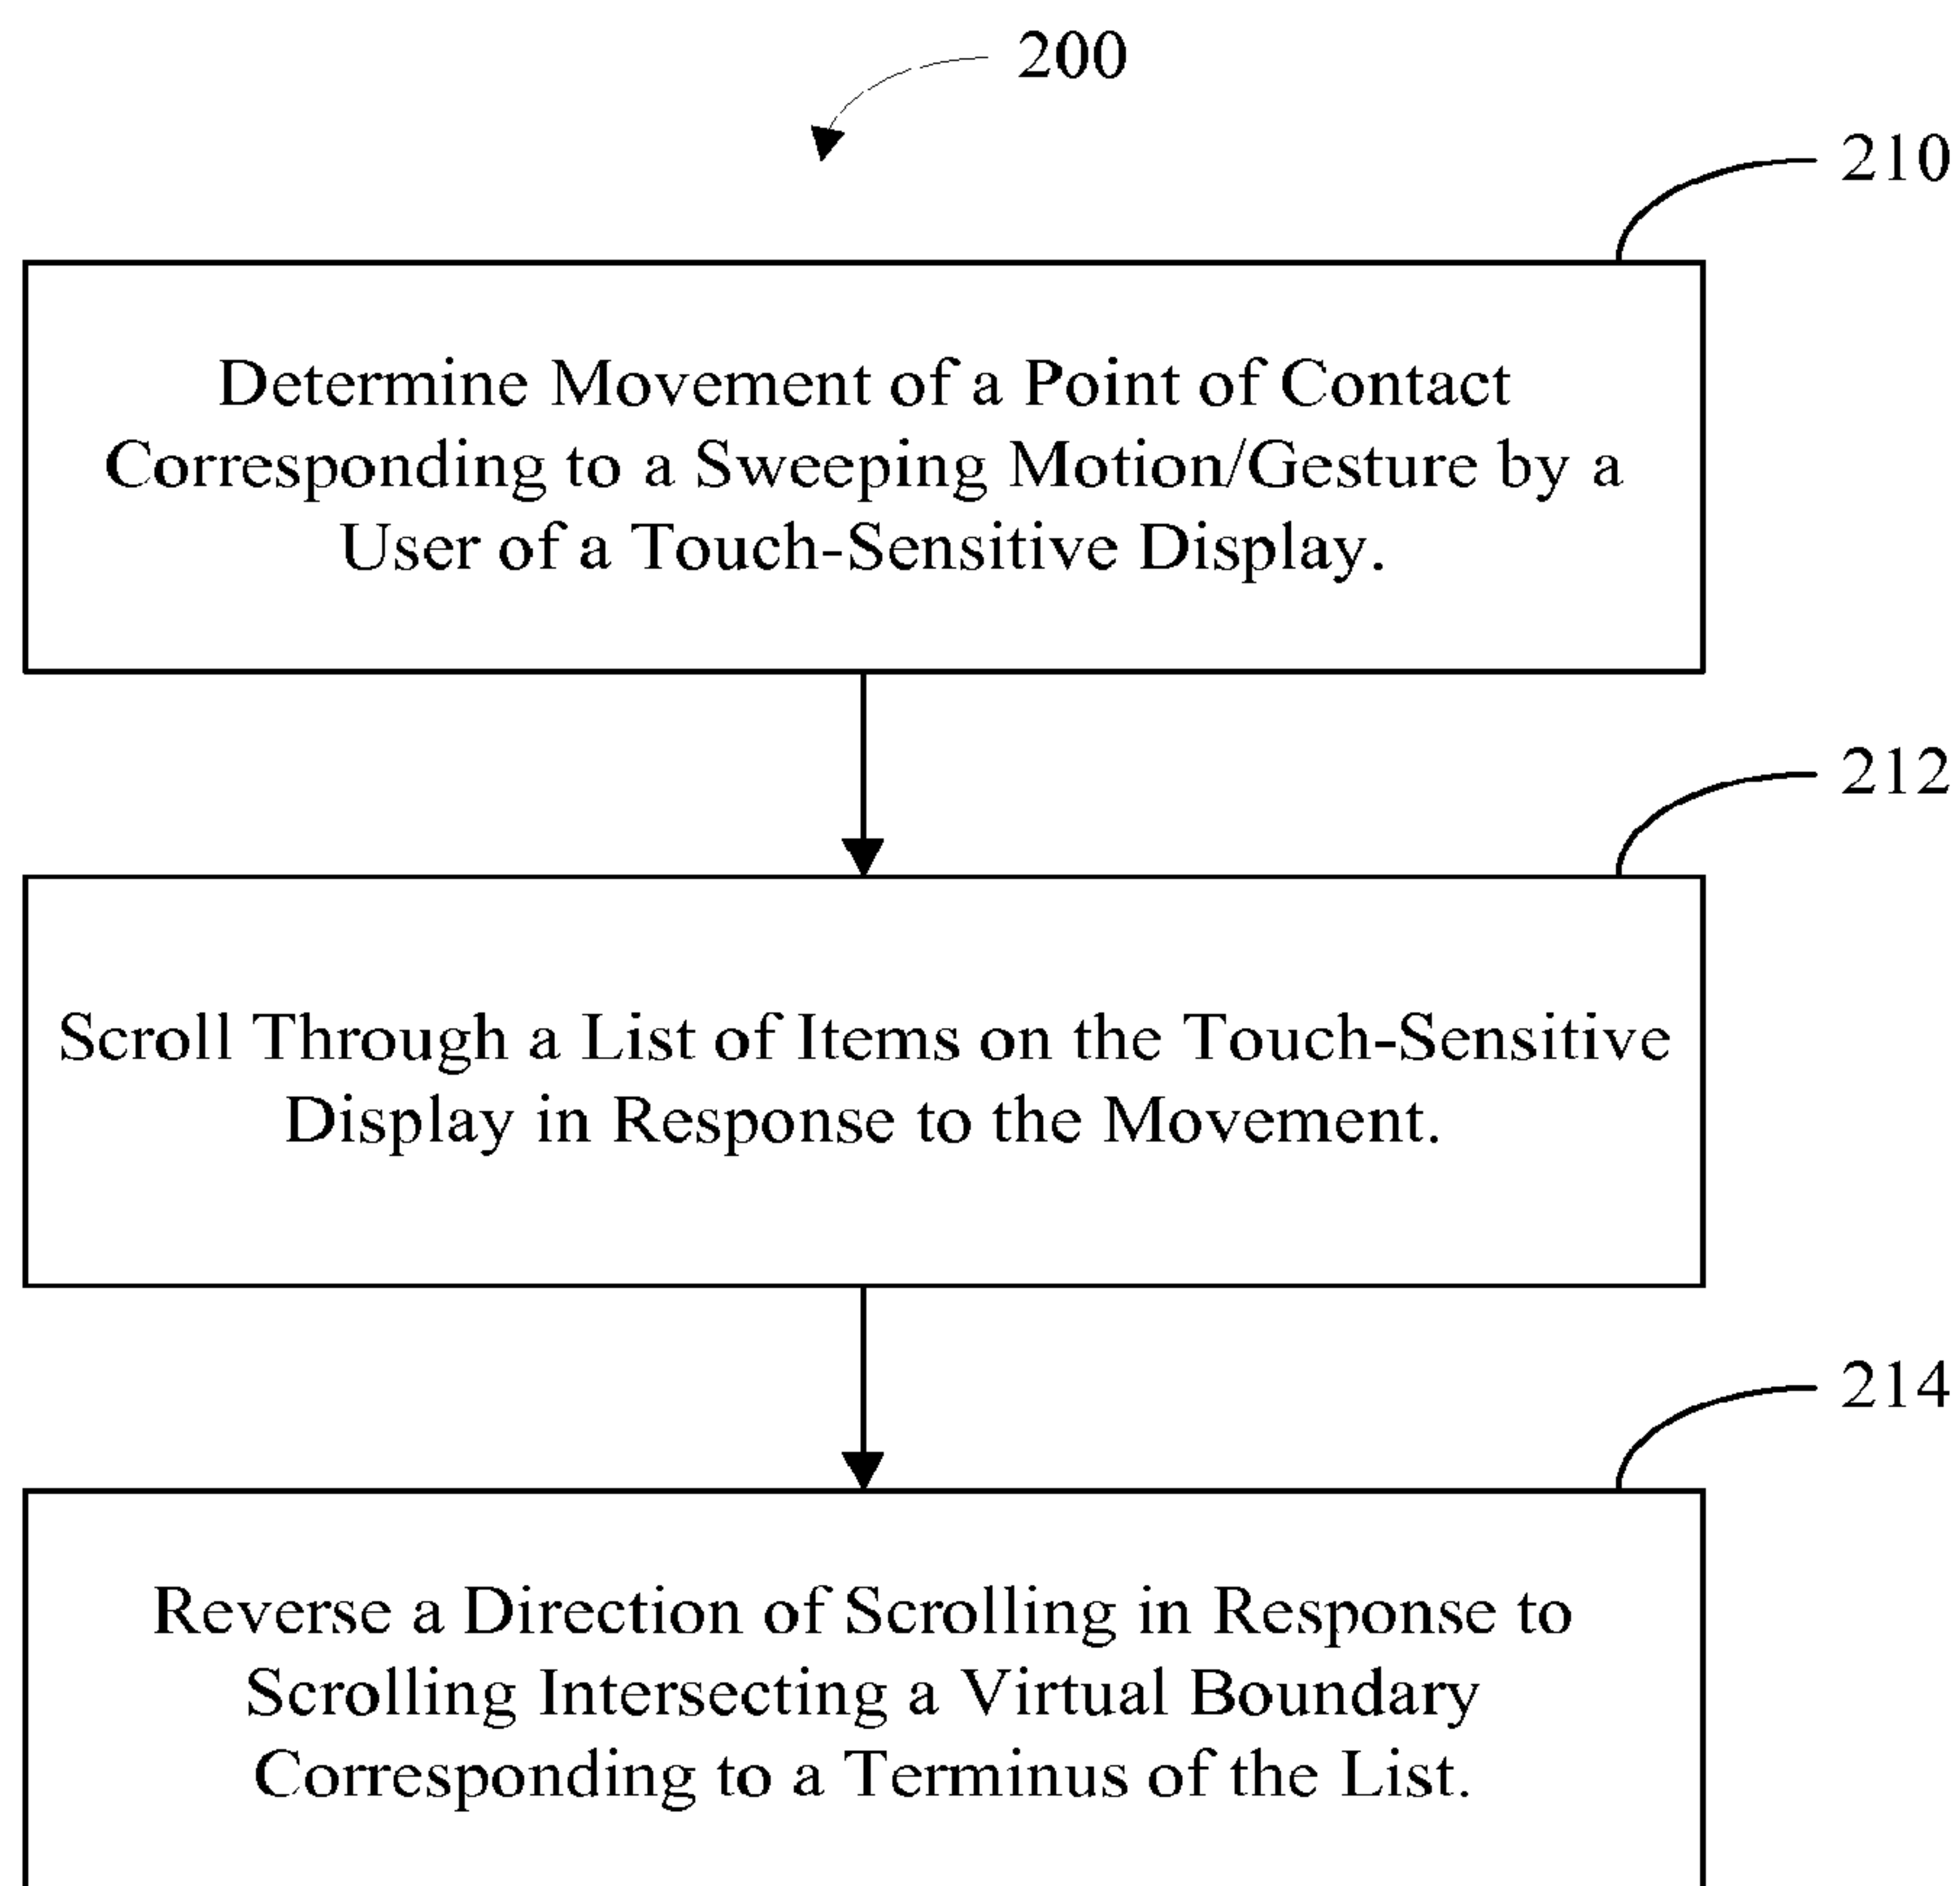 200
210
Determine Movement of a Point of Contact
Corresponding to a Sweeping Motion/Gesture by a
User of a Touch-Sensitive Display.
212
Scroll Through a List of Items on the Touch-Sensitive
Display in Response to the Movement.
214
Reverse a Direction of Scrolling in Response to
Scrolling Intersecting a Virtual Boundary
Corresponding to a Terminus of the List.